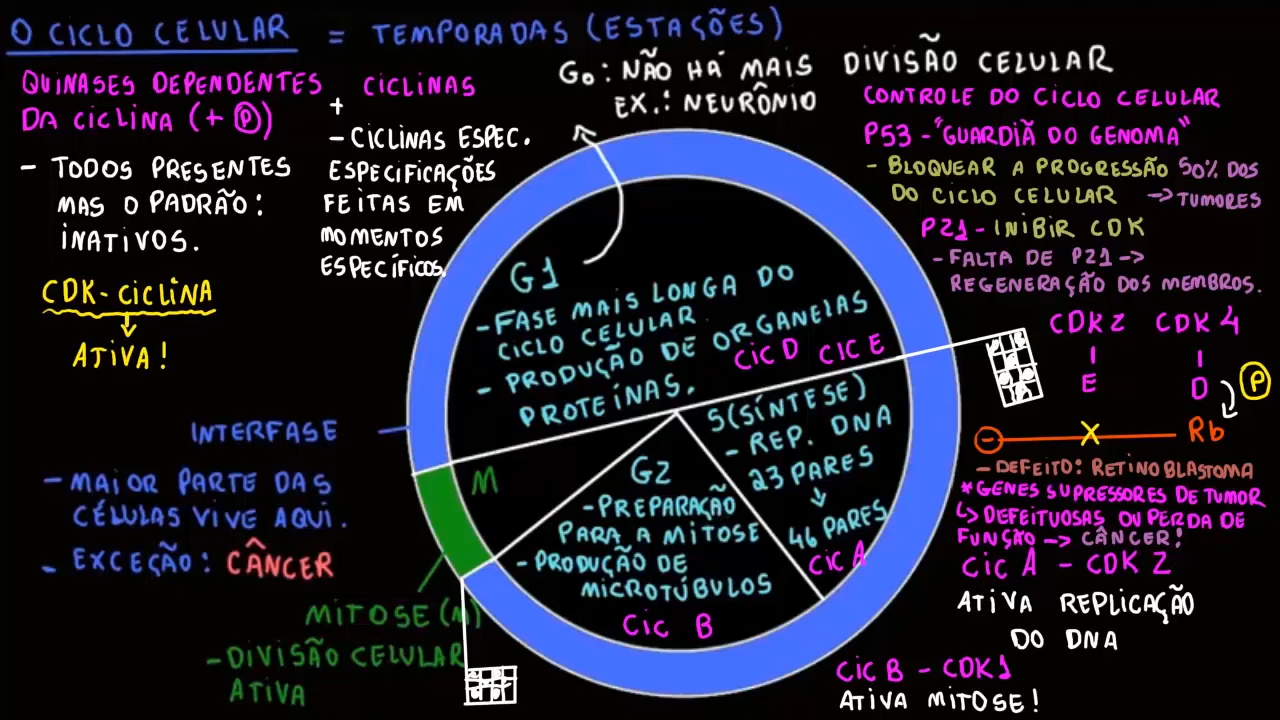 O CICLO CELULAR = TEMPORADAS (ESTAÇÕES)
QUINASES DEPENDENTES
DA CICLINA (+ P)
- TODOS PRESENTES
MAS O PADRÃO:
INATIVOS.
CDK-CICLINA
ATIVA!
+ CICLINAS
- CICLINAS ESPEC.
ESPECIFICAÇÕES
FEITAS EM
MOMENTOS
ESPECÍFICOS.
G0: NÃO HÁ MAIS DIVISÃO CELULAR
EX.: NEURÔNIO
CONTROLE DO CICLO CELULAR
P53 - "GUARDIÃ DO GENOMA"
- BLOQUEAR A PROGRESSÃO
DO CICLO CELULAR
50% DOS
-> TUMORES
P21 - INIBIR CDK
- FALTA DE P21 ->
REGENERAÇÃO DOS MEMBROS.
G1
- FASE MAIS LONGA DO
CICLO CELULAR
- PRODUÇÃO DE ORGANELAS
PROTEÍNAS.
CIC D CIC E
S (SÍNTESE)
- REP. DNA
23 PARES
46 PARES
CIC A
G2
- PREPARAÇÃO
PARA A MITOSE
- PRODUÇÃO DE
MICROTÚBULOS
CIC B
M
INTERFASE
- MAIOR PARTE DAS
CÉLULAS VIVE AQUI.
- EXCEÇÃO: CÂNCER
MITOSE (M)
- DIVISÃO CELULAR
ATIVA
CDK2 CDK4
E D P
- X Rb
- DEFEITO: RETINOBLASTOMA
* GENES SUPRESSORES DE TUMOR
↳ DEFEITUOSAS OU PERDA DE
FUNÇÃO -> CÂNCER!
CIC A - CDK2
ATIVA REPLICAÇÃO
DO DNA
CIC B - CDK1
ATIVA MITOSE!